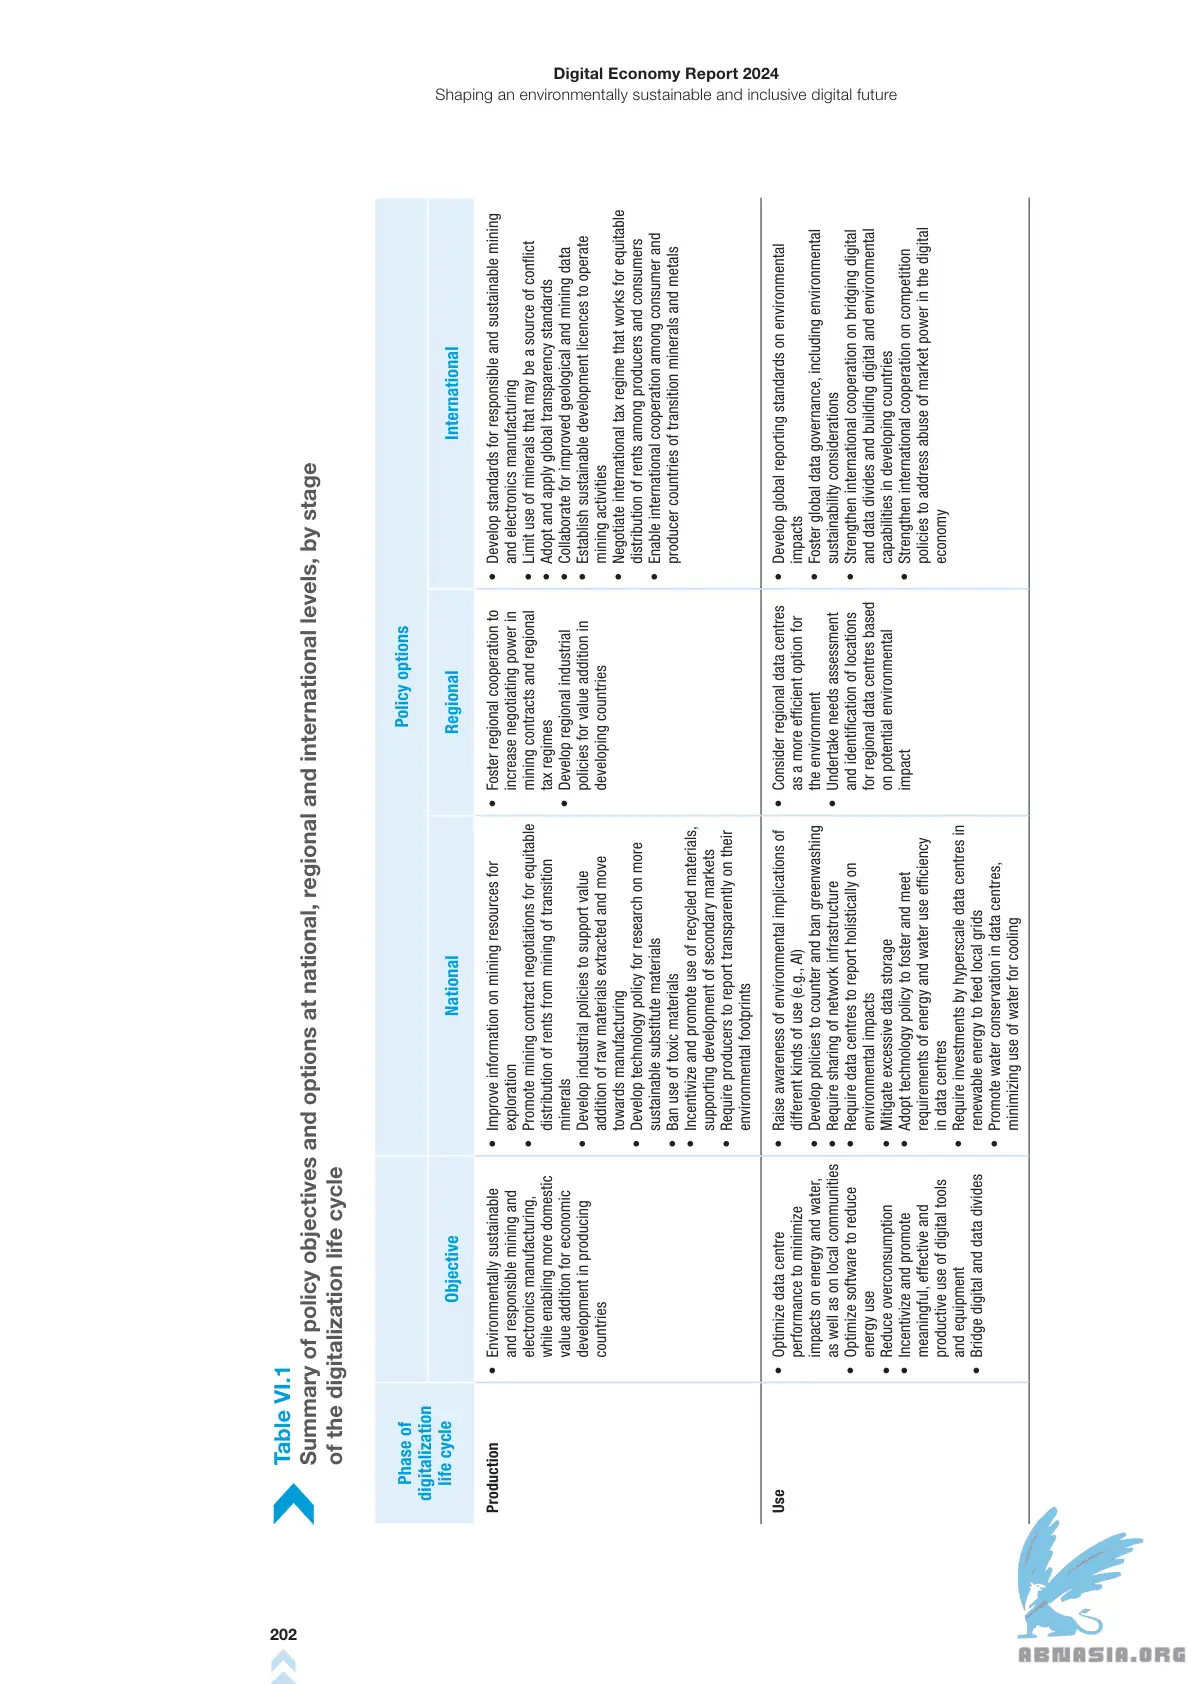 Digital Economy Report 2024
Shaping an environmentally sustainable and inclusive digital future
Table VI.1
Summary of policy objectives and options at national, regional and international levels, by stage
of the digitalization life cycle
Phase of
digitalization
life cycle
Objective
Policy options
National
Regional
International
Production
• Environmentally sustainable
and responsible mining and
electronics manufacturing,
while enabling more domestic
value addition for economic
development in producing
countries
• Improve information on mining resources for
exploration
• Promote mining contract negotiations for equitable
distribution of rents from mining of transition
minerals
• Develop industrial policies to support value
addition of raw materials extracted and move
towards manufacturing
• Develop technology policy for research on more
sustainable substitute materials
• Ban use of toxic materials
• Incentivize and promote use of recycled materials,
supporting development of secondary markets
• Require producers to report transparently on their
environmental footprints
• Foster regional cooperation to
increase negotiating power in
mining contracts and regional
tax regimes
• Develop regional industrial
policies for value addition in
developing countries
• Develop standards for responsible and sustainable mining
and electronics manufacturing
• Limit use of minerals that may be a source of conflict
• Adopt and apply global transparency standards
• Collaborate for improved geological and mining data
• Establish sustainable development licences to operate
mining activities
• Negotiate international tax regime that works for equitable
distribution of rents among producers and consumers
• Enable international cooperation among consumer and
producer countries of transition minerals and metals
Use
• Optimize data centre
performance to minimize
impacts on energy and water,
as well as on local communities
• Optimize software to reduce
energy use
• Reduce overconsumption
• Incentivize and promote
meaningful, effective and
productive use of digital tools
and equipment
• Bridge digital and data divides
• Raise awareness of environmental implications of
different kinds of use (e.g., AI)
• Develop policies to counter and ban greenwashing
• Require sharing of network infrastructure
• Require data centres to report holistically on
environmental impacts
• Mitigate excessive data storage
• Adopt technology policy to foster and meet
requirements of energy and water use efficiency
in data centres
• Require investments by hyperscale data centres in
renewable energy to feed local grids
• Promote water conservation in data centres,
minimizing use of water for cooling
• Consider regional data centres
as a more efficient option for
the environment
• Undertake needs assessment
and identification of locations
for regional data centres based
on potential environmental
impact
• Develop global reporting standards on environmental
impacts
• Foster global data governance, including environmental
sustainability considerations
• Strengthen international cooperation on bridging digital
and data divides and building digital and environmental
capabilities in developing countries
• Strengthen international cooperation on competition
policies to address abuse of market power in the digital
economy
202
ABNASIA.ORG